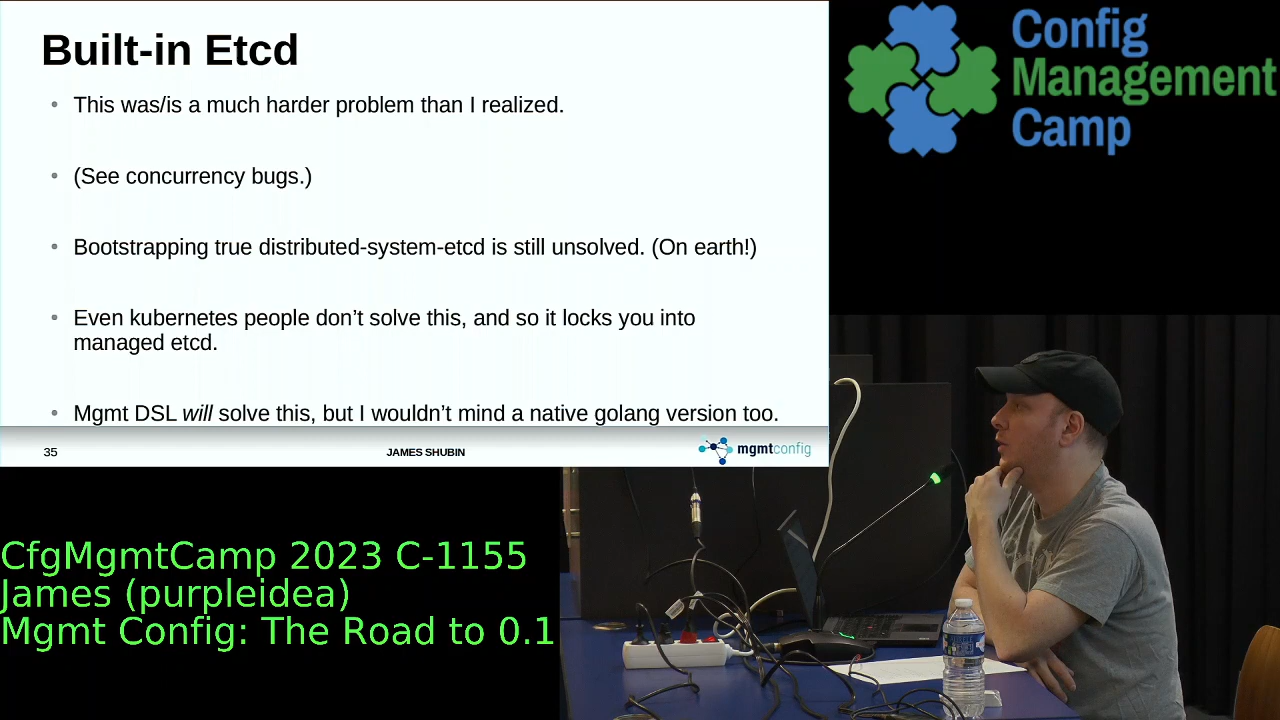 Built-in Etcd
This was/is a much harder problem than I realized.
(See concurrency bugs.)
Bootstrapping true distributed-system-etcd is still unsolved. (On earth!)
Even kubernetes people don’t solve this, and so it locks you into
managed etcd.
Mgmt DSL will solve this, but I wouldn’t mind a native golang version too.
35
JAMES SHUBIN
mgmtconfig
Config
Management
Camp
CfgMgmtCamp 2023 C-1155
James (purpleidea)
Mgmt Config: The Road to 0.1